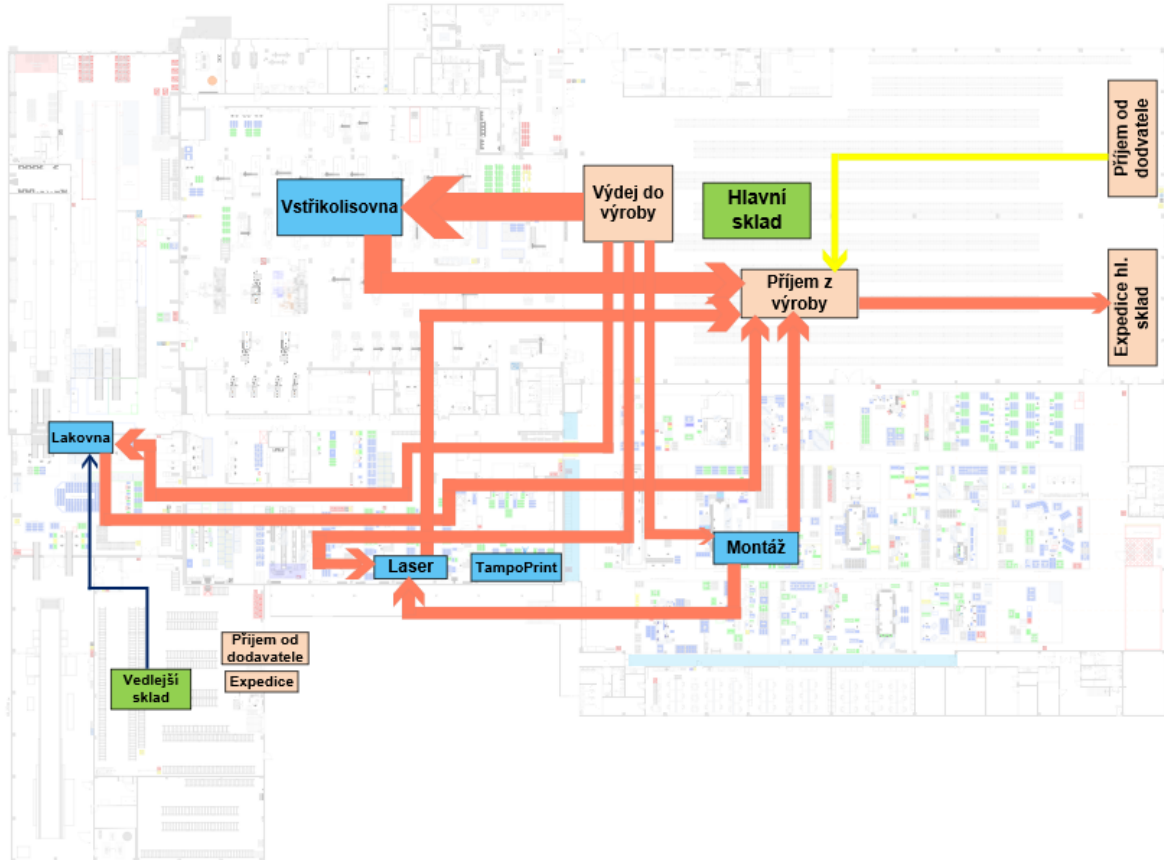 Příjem od
dodvatele
Vstřikolisovna
Výdej do
výroby
Hlavní
sklad
Příjem z
výroby
Expedice hl.
sklad
Lakovna
Laser
TampoPrint
Montáž
Příjem od
dodavatele
Expedice
Vedlejší
sklad